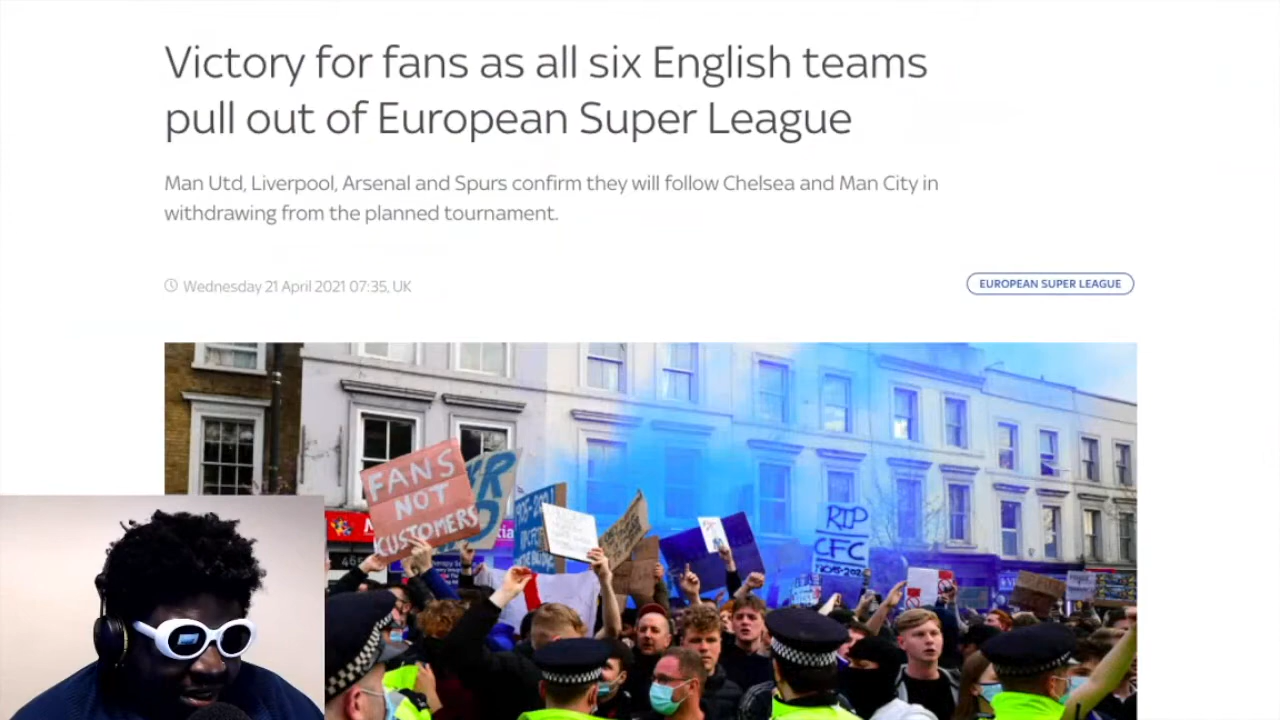 Victory for fans as all six English teams
pull out of European Super League
Man Utd, Liverpool, Arsenal and Spurs confirm they will follow Chelsea and Man City in
withdrawing from the planned tournament.
Wednesday 21 April 2021 07:35, UK
EUROPEAN SUPER LEAGUE
FANS
NOT
CUSTOMERS
RIP
CFC